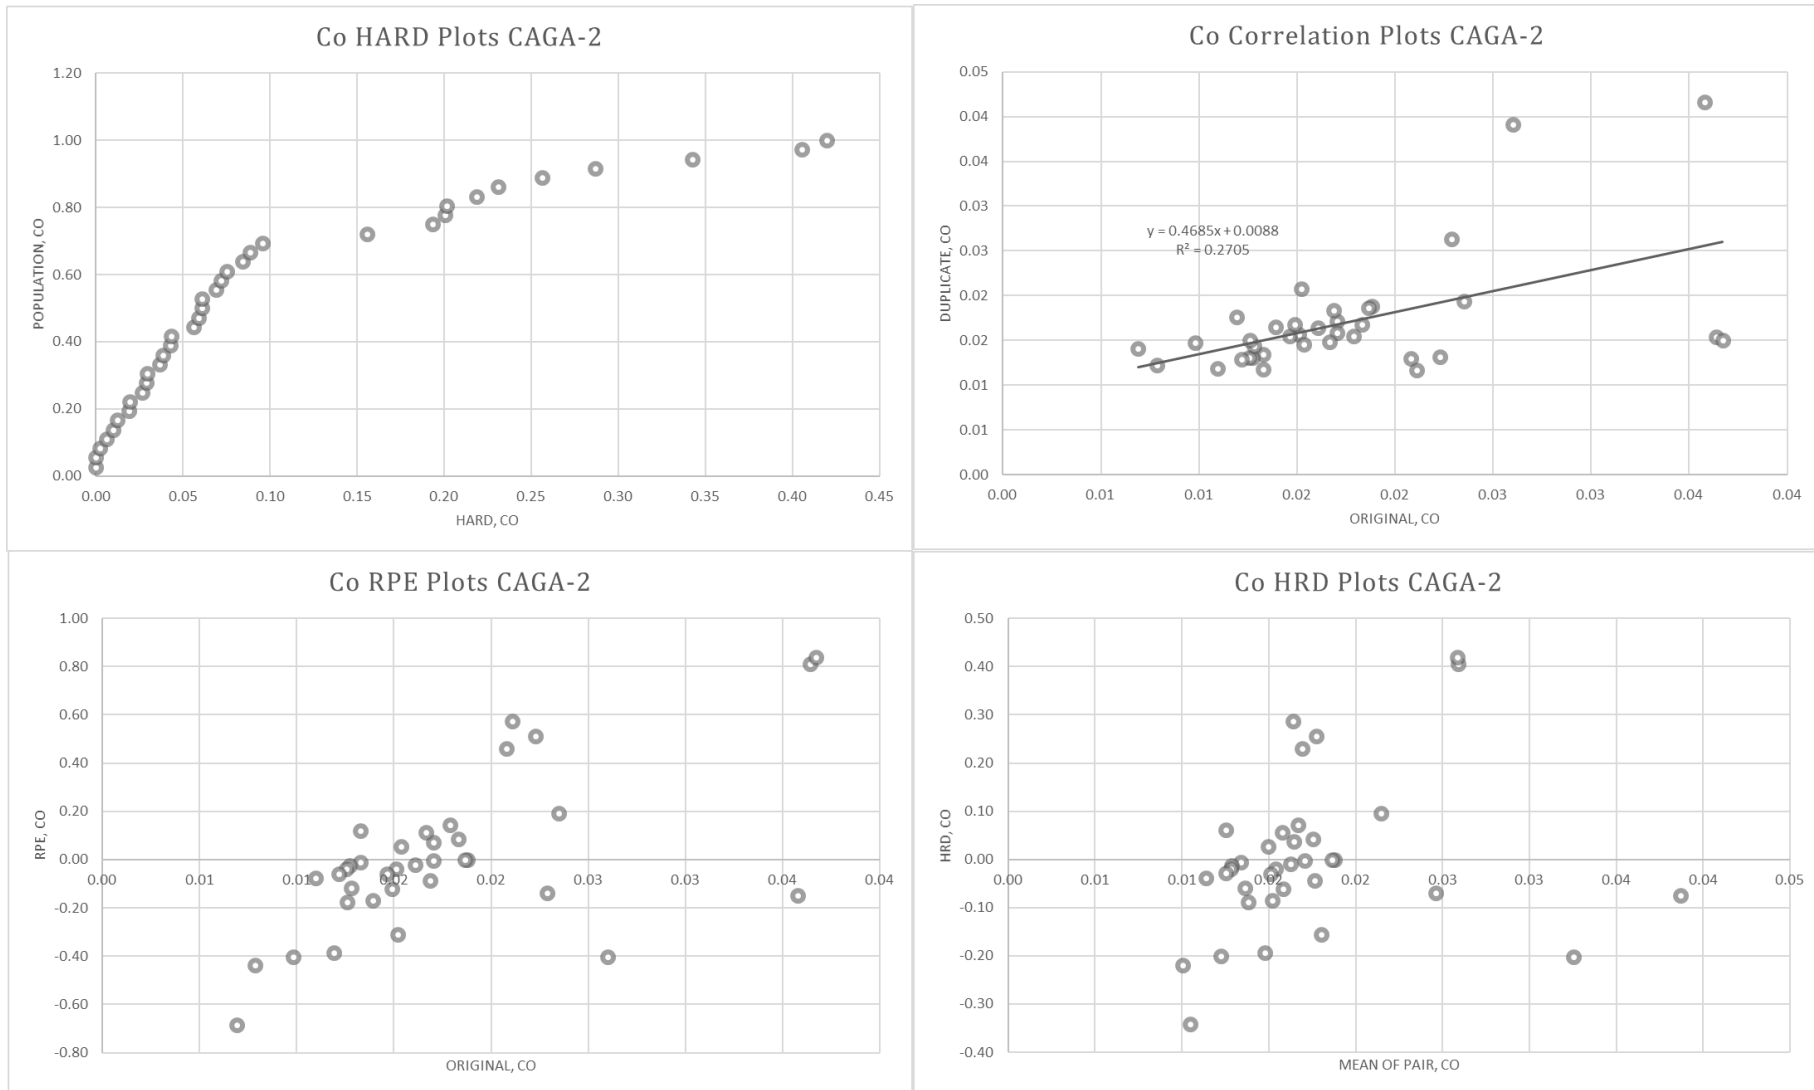 Co HARD Plots CAGA-2
1.20
1.00
0.80
0.60
0.40
0.20
0.00
POPULATION, CO
0.00 0.05 0.10 0.15 0.20 0.25 0.30 0.35 0.40 0.45
HARD, CO
Co Correlation Plots CAGA-2
0.05
0.04
0.04
0.03
0.03
0.02
0.02
0.01
0.01
0.00
DUPLICATE, CO
y = 0.4685x + 0.0088
R² = 0.2705
0.00 0.01 0.01 0.02 0.02 0.03 0.03 0.04 0.04
ORIGINAL, CO
Co RPE Plots CAGA-2
1.00
0.80
0.60
0.40
0.20
0.00
-0.20
-0.40
-0.60
-0.80
RPE, CO
0.00 0.01 0.01 0.02 0.02 0.03 0.03 0.04 0.04
ORIGINAL, CO
Co HRD Plots CAGA-2
0.50
0.40
0.30
0.20
0.10
0.00
-0.10
-0.20
-0.30
-0.40
HRD, CO
0.00 0.01 0.01 0.02 0.02 0.03 0.03 0.04 0.04 0.05
MEAN OF PAIR, CO